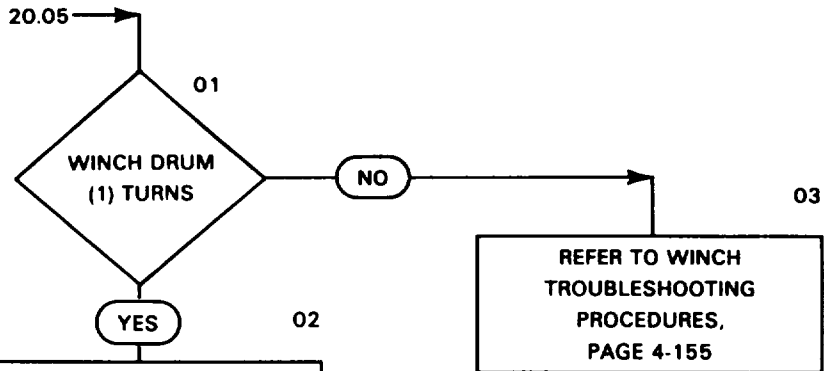 20.05
01
WINCH DRUM
(1) TURNS
NO
03
REFER TO WINCH
TROUBLESHOOTING
PROCEDURES,
PAGE 4-155
YES
02